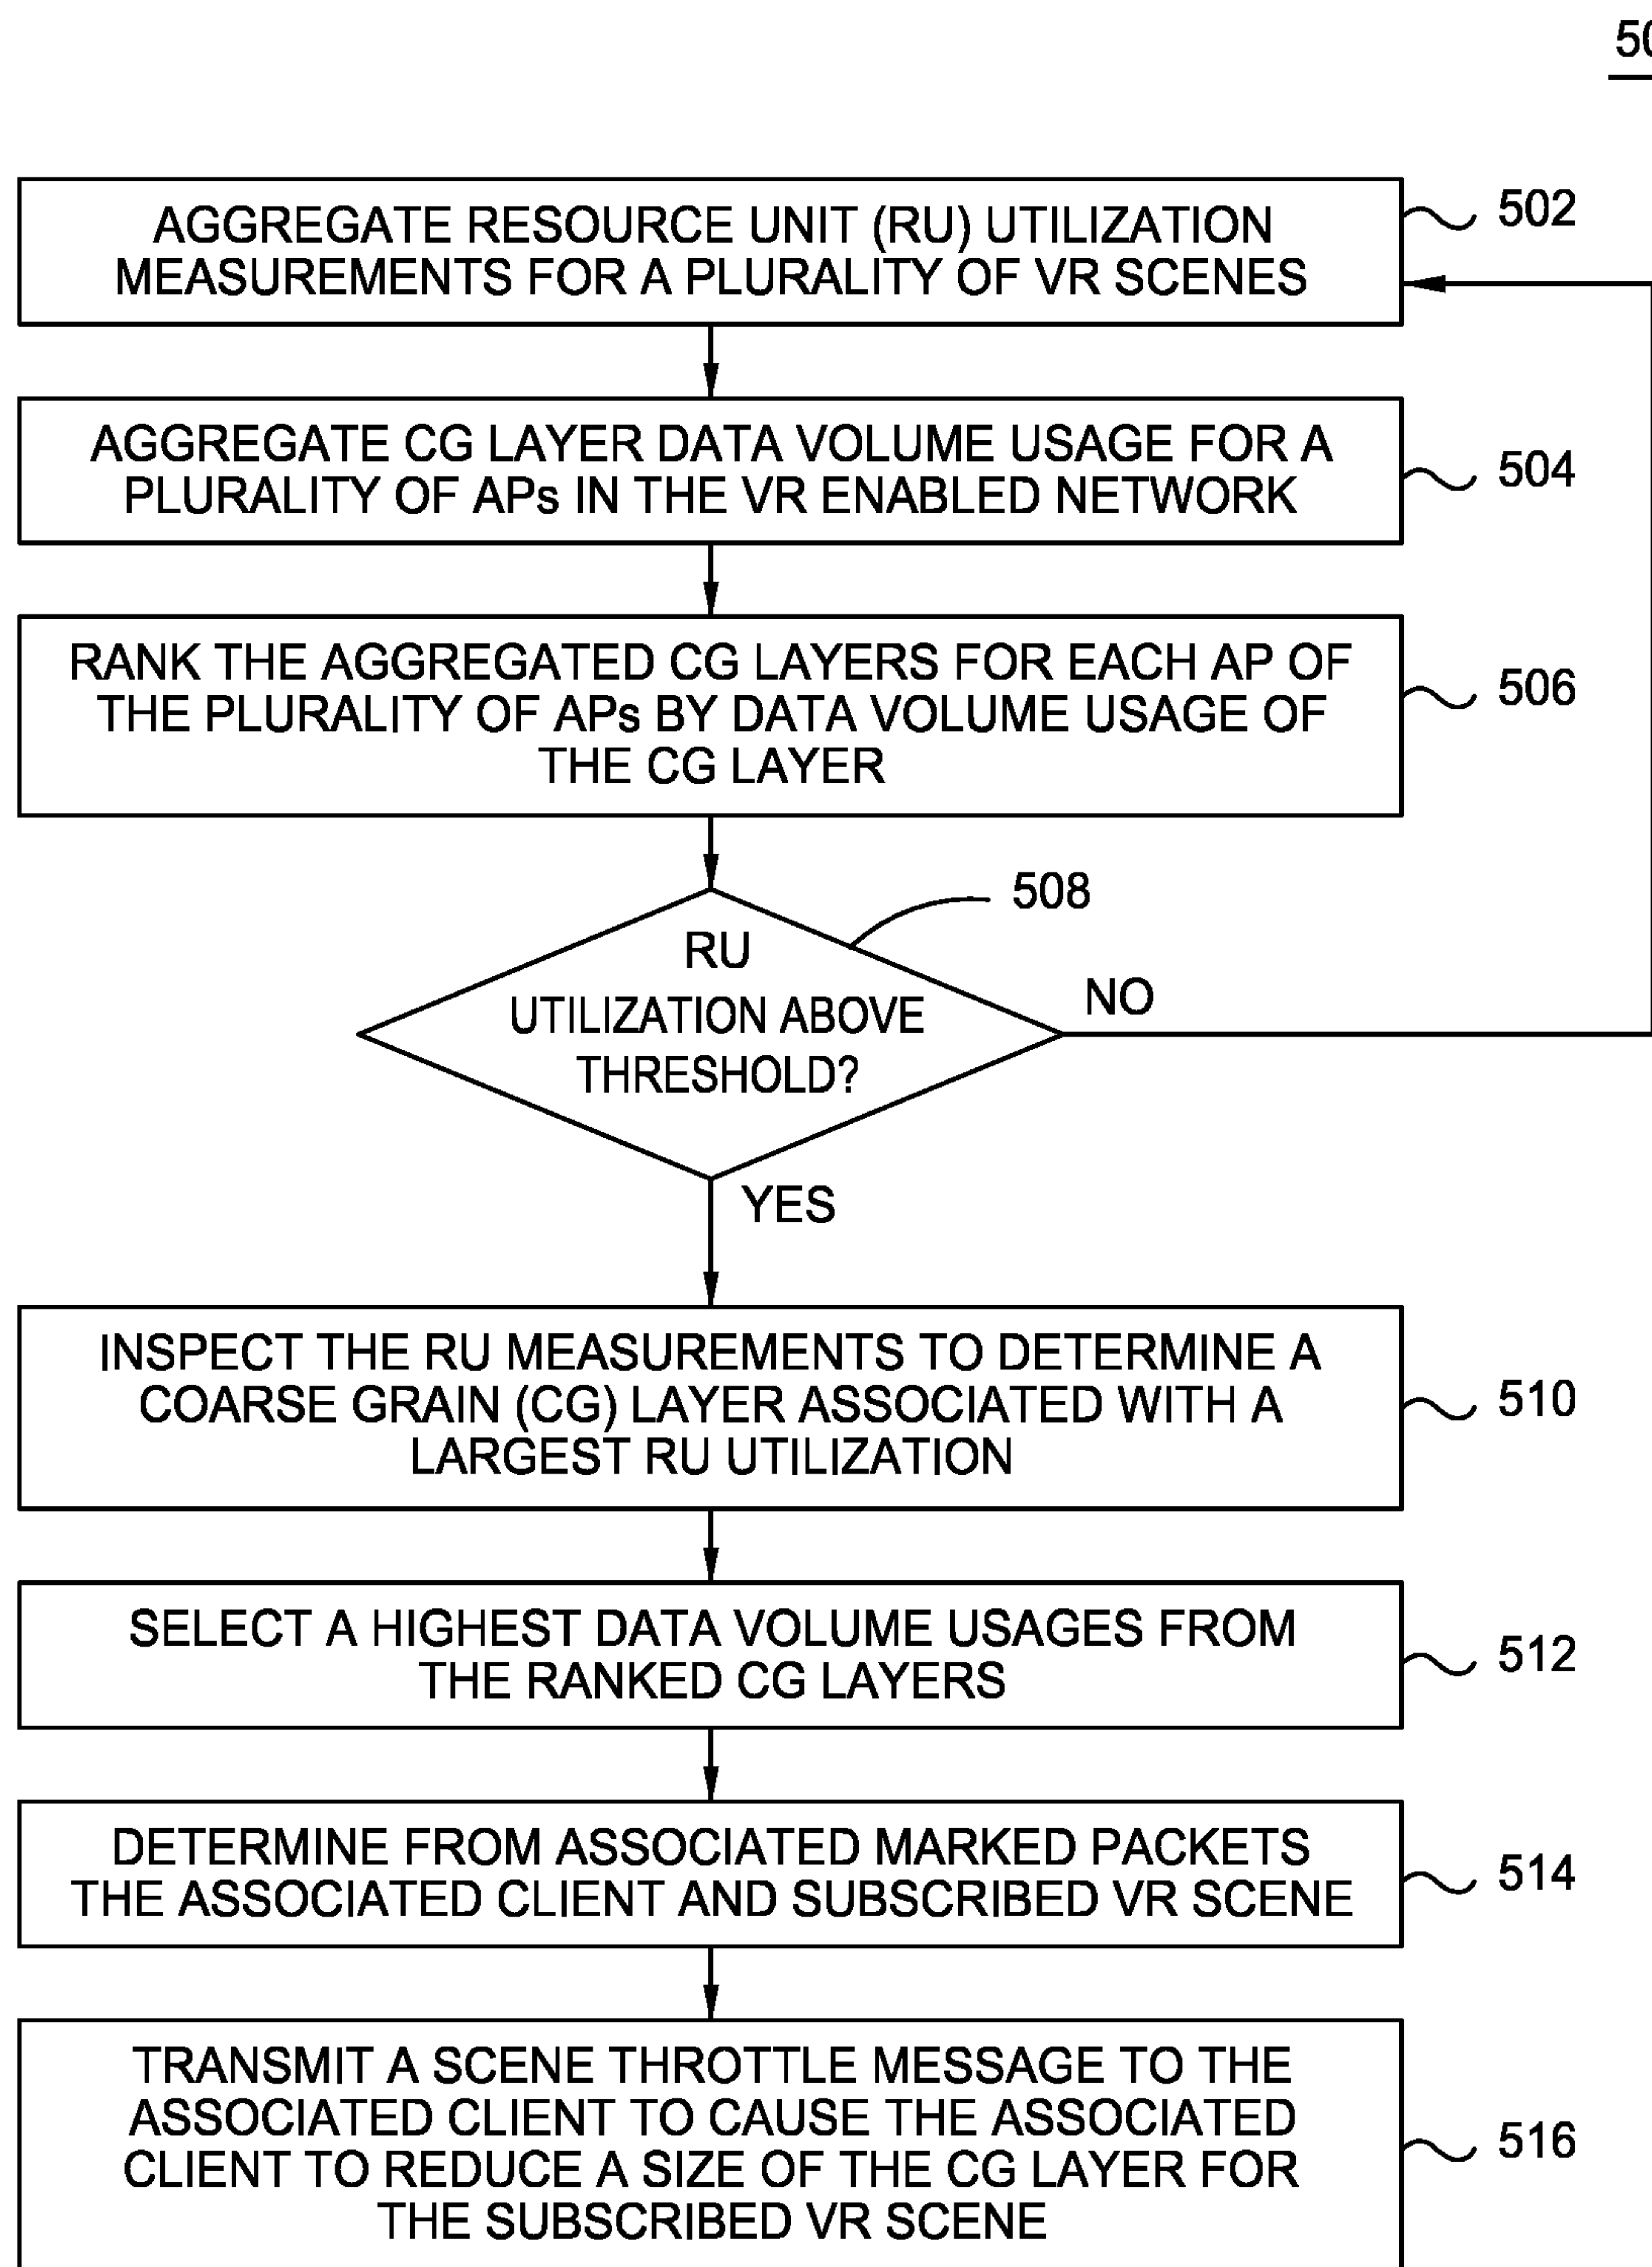 50
AGGREGATE RESOURCE UNIT (RU) UTILIZATION
MEASUREMENTS FOR A PLURALITY OF VR SCENES
502
AGGREGATE CG LAYER DATA VOLUME USAGE FOR A
PLURALITY OF APs IN THE VR ENABLED NETWORK
504
RANK THE AGGREGATED CG LAYERS FOR EACH AP OF
THE PLURALITY OF APs BY DATA VOLUME USAGE OF
THE CG LAYER
506
RU
UTILIZATION ABOVE
THRESHOLD?
508
NO
YES
INSPECT THE RU MEASUREMENTS TO DETERMINE A
COARSE GRAIN (CG) LAYER ASSOCIATED WITH A
LARGEST RU UTILIZATION
510
SELECT A HIGHEST DATA VOLUME USAGES FROM
THE RANKED CG LAYERS
512
DETERMINE FROM ASSOCIATED MARKED PACKETS
THE ASSOCIATED CLIENT AND SUBSCRIBED VR SCENE
514
TRANSMIT A SCENE THROTTLE MESSAGE TO THE
ASSOCIATED CLIENT TO CAUSE THE ASSOCIATED
CLIENT TO REDUCE A SIZE OF THE CG LAYER FOR
THE SUBSCRIBED VR SCENE
516